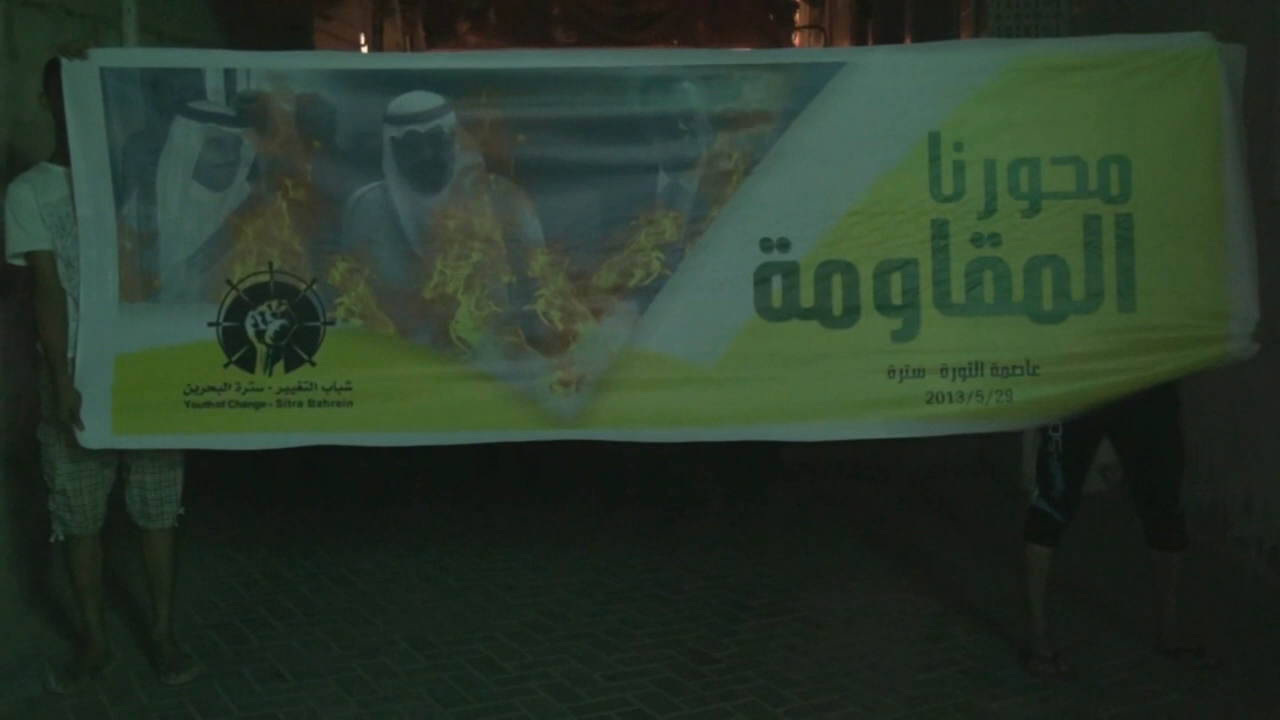 محورنا
المقاومة
عاصمة الثورة - سترة
2013/5/29
شباب التغيير - سترة البحرين
Youth of Change - Sitra Bahrain